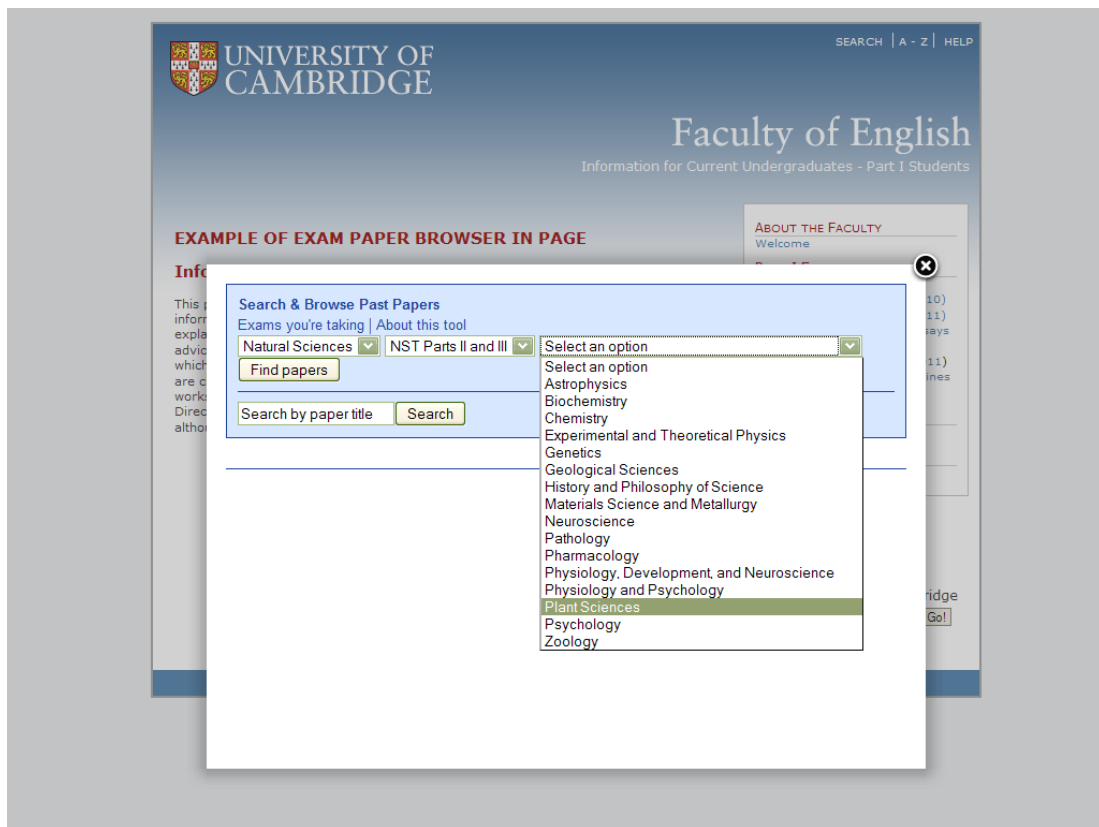 UNIVERSITY OF
CAMBRIDGE
SEARCH | A - Z | HELP
Faculty of English
Information for Current Undergraduates - Part I Students
EXAMPLE OF EXAM PAPER BROWSER IN PAGE
ABOUT THE FACULTY
Welcome
Search & Browse Past Papers
Exams you're taking | About this tool
Natural Sciences NST Parts II and III Select an option
Find papers
Search by paper title Search
Select an option
Astrophysics
Biochemistry
Chemistry
Experimental and Theoretical Physics
Genetics
Geological Sciences
History and Philosophy of Science
Materials Science and Metallurgy
Neuroscience
Pathology
Pharmacology
Physiology, Development, and Neuroscience
Physiology and Psychology
Plant Sciences
Psychology
Zoology
This
10)
11)
11)
Go!